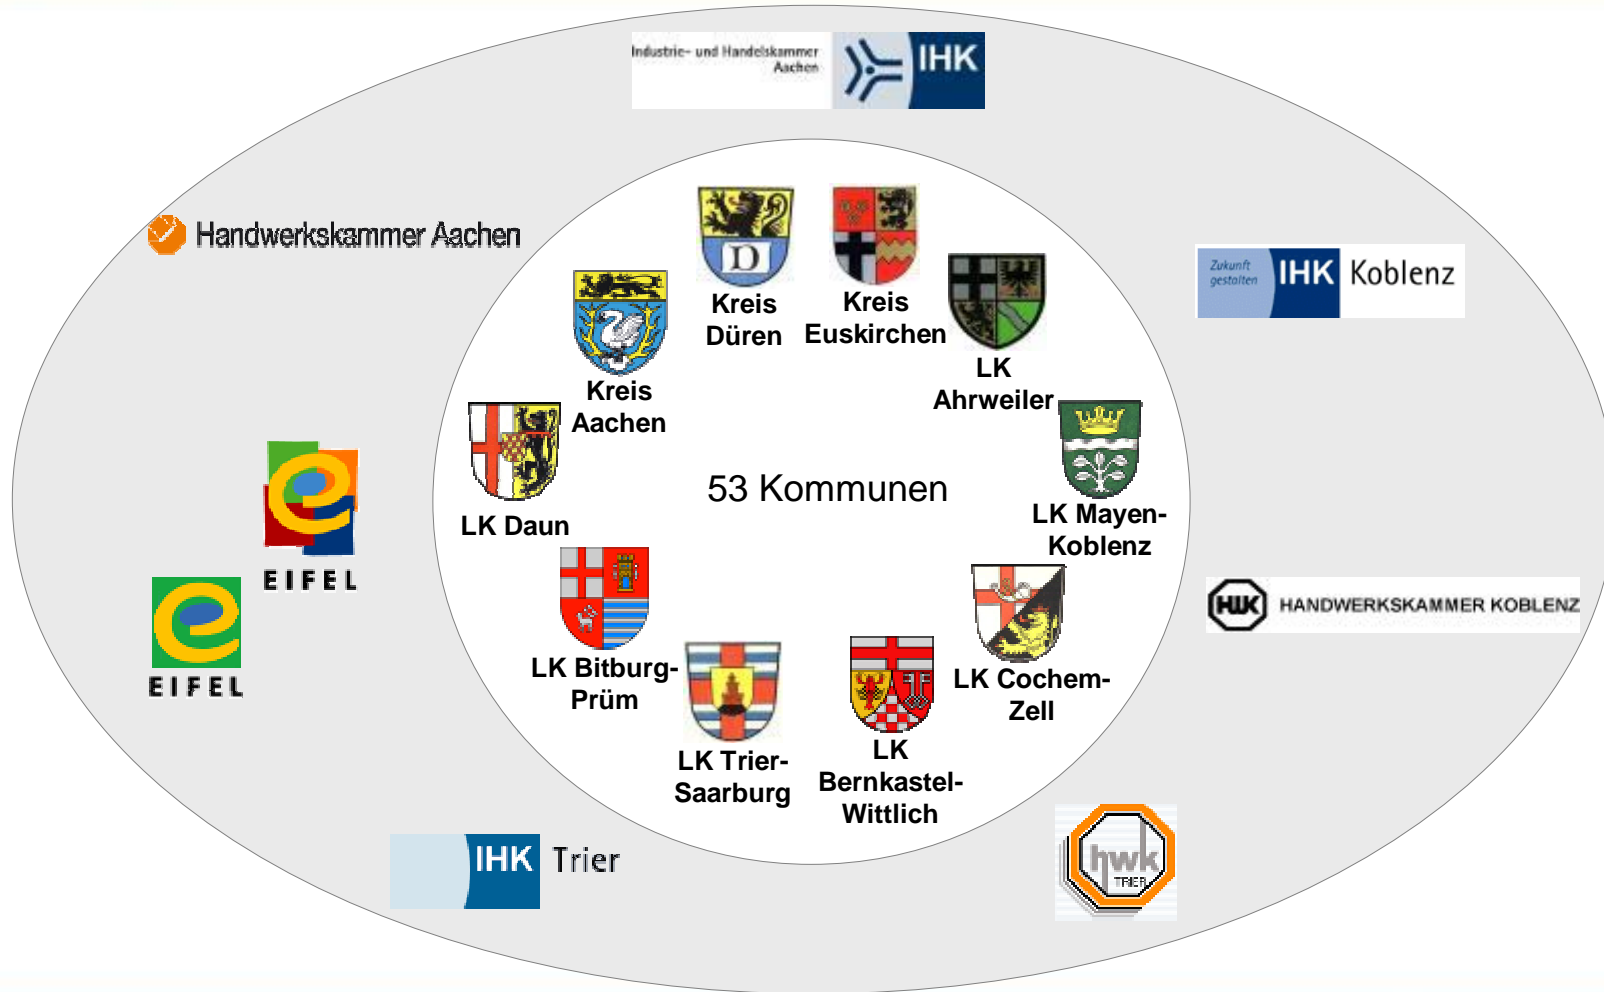 Industrie- und Handelskammer
Aachen
IHK
Handwerkskammer Aachen
Zukunft
gestalten
IHK Koblenz
D
Kreis
Düren
Kreis
Euskirchen
LK
Ahrweiler
Kreis
Aachen
53 Kommunen
LK Daun
LK Mayen-
Koblenz
EIFEL
EIFEL
HWK HANDWERKSKAMMER KOBLENZ
LK Bitburg-
Prüm
LK Cochem-
Zell
LK Trier-
Saarburg
LK
Bernkastel-
Wittlich
IHK Trier
hwk
TRIER